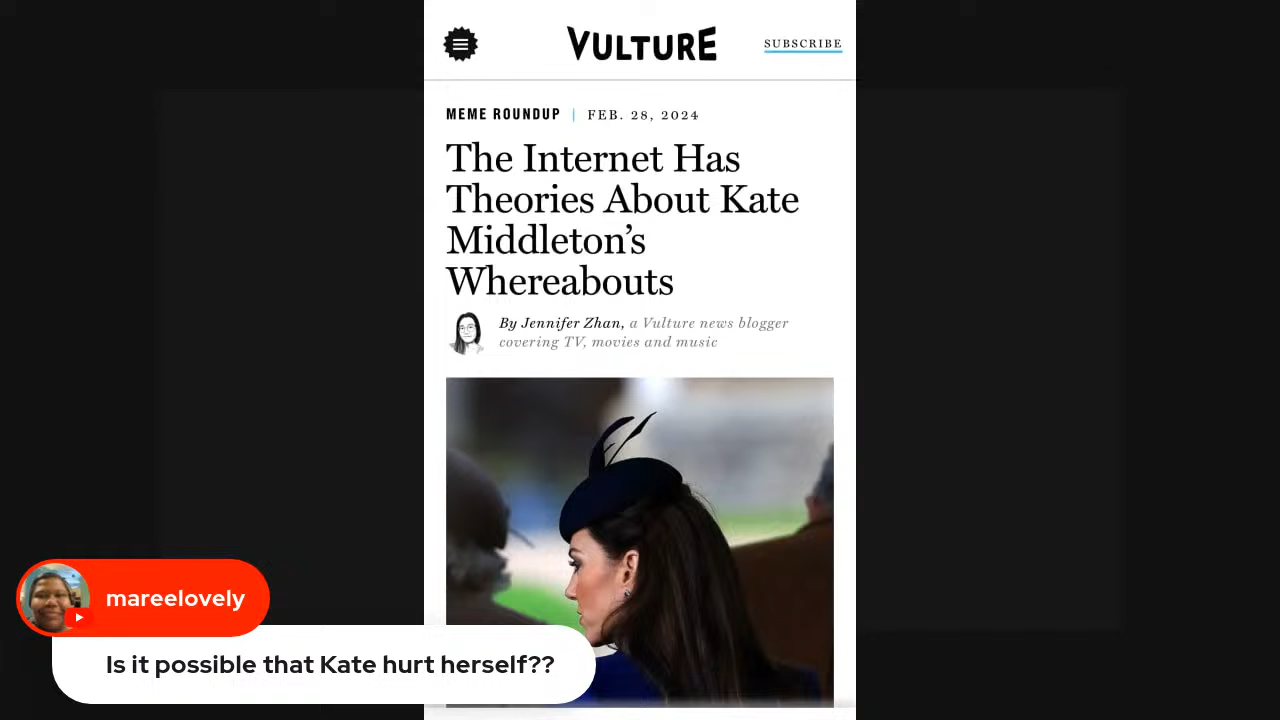 VULTURE
SUBSCRIBE
MEME ROUNDUP | FEB. 28, 2024
The Internet Has
Theories About Kate
Middleton’s
Whereabouts
By Jennifer Zhan, a Vulture news blogger
covering TV, movies and music
mareelovely
Is it possible that Kate hurt herself??